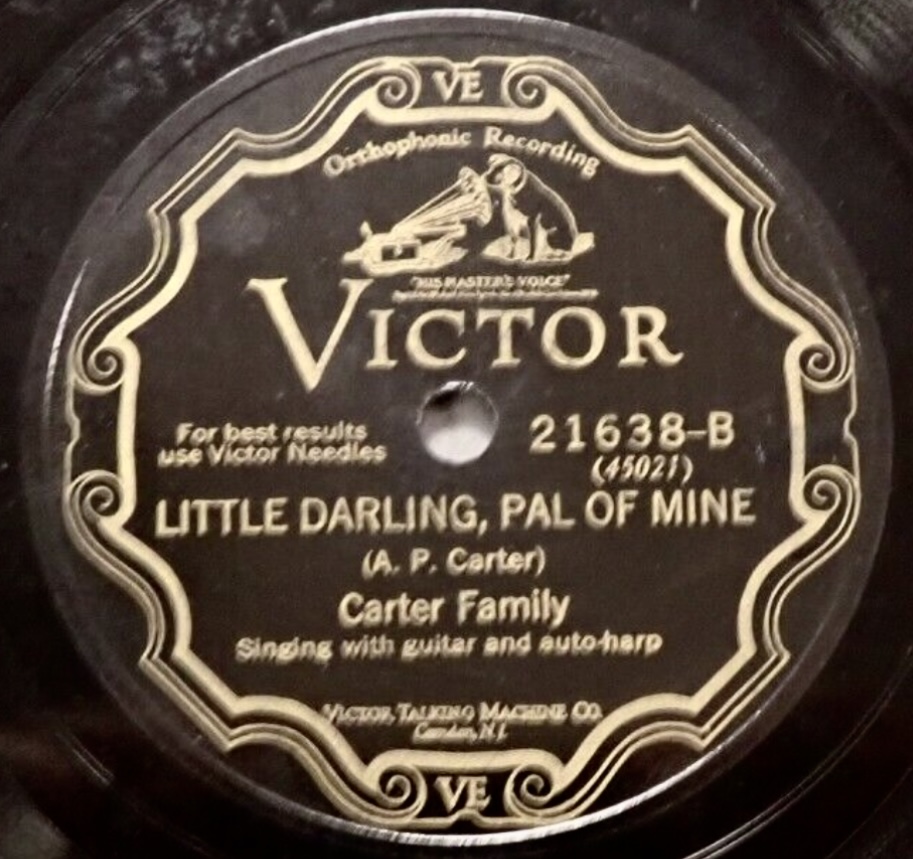 VE
Orthophonic Recording
"HIS MASTER'S VOICE"
VICTOR
For best results
use Victor Needles
21638-B
(45021)
LITTLE DARLING, PAL OF MINE
(A. P. Carter)
Carter Family
Singing with guitar and auto-harp
VICTOR TALKING MACHINE CO.
Camden, N.J.
VE